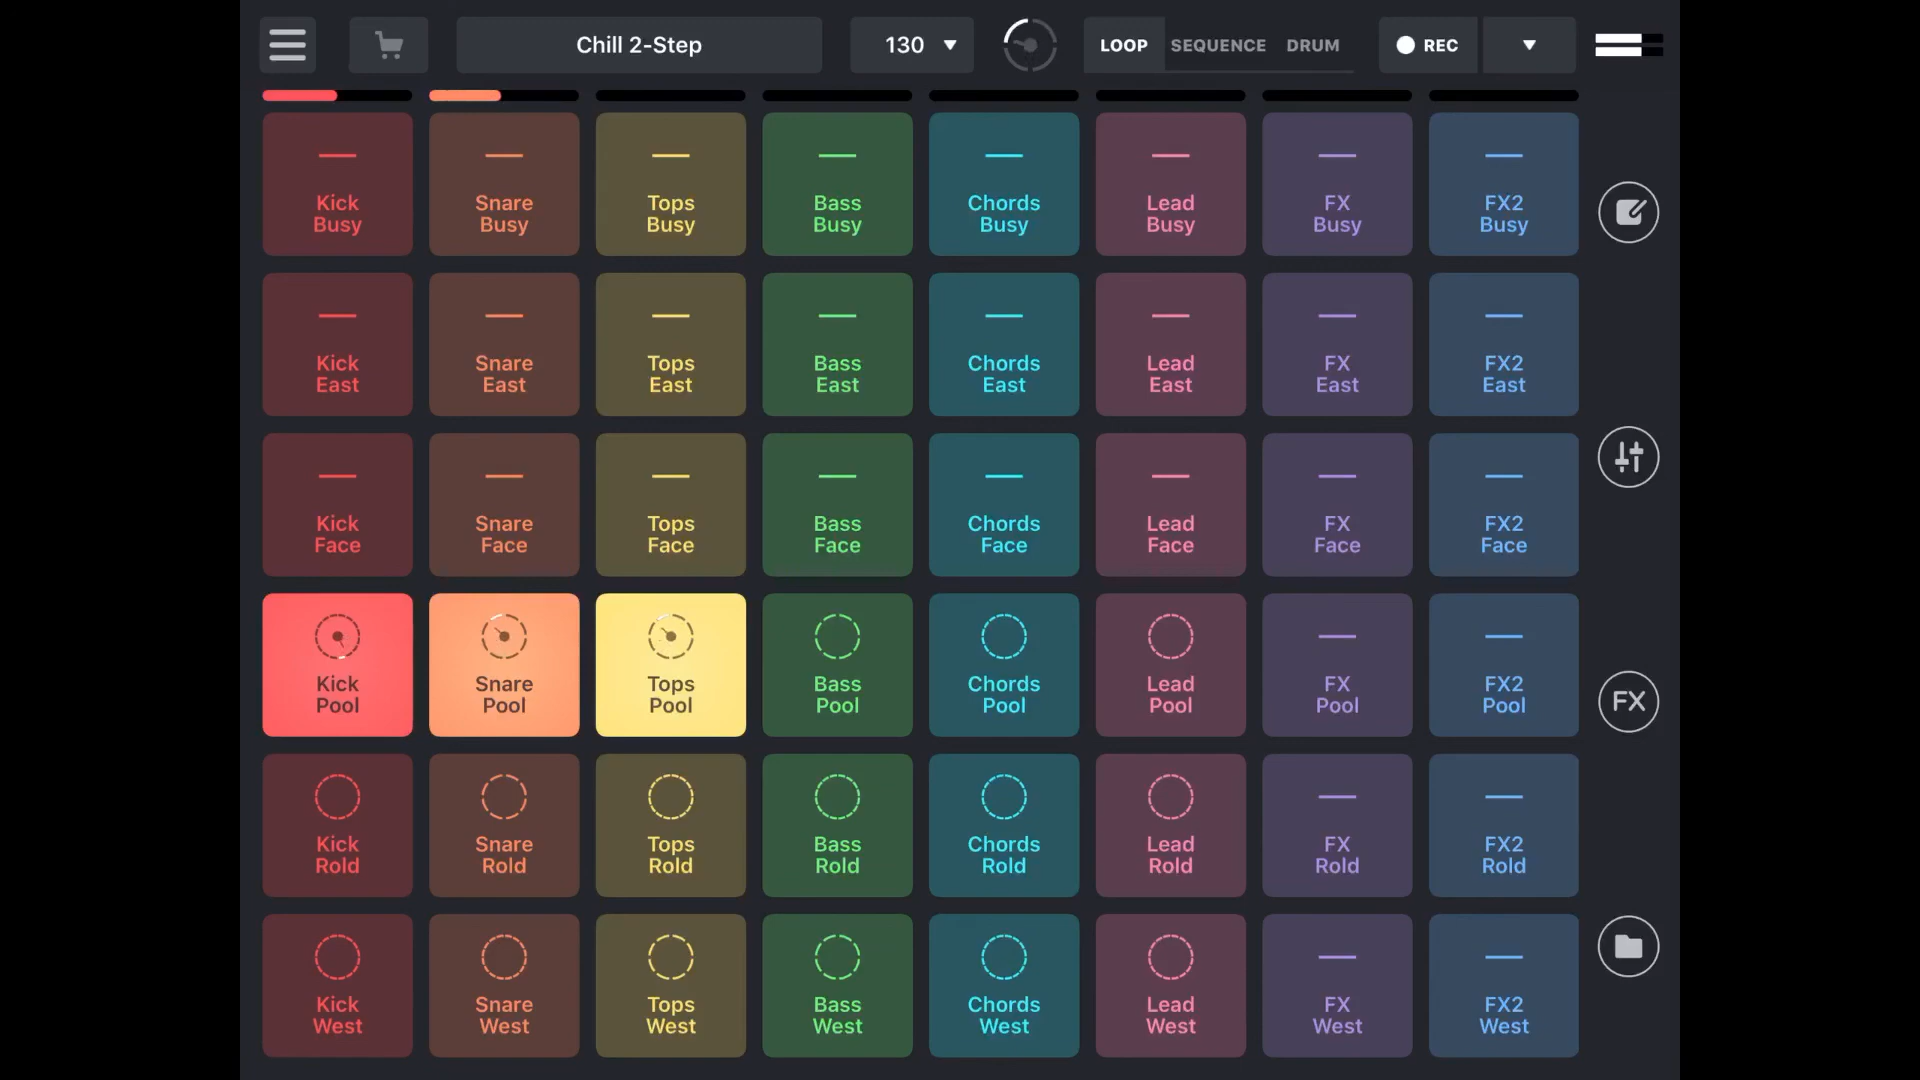 Chill 2-Step
130
LOOP SEQUENCE DRUM
REC
Kick Busy
Snare Busy
Tops Busy
Bass Busy
Chords Busy
Lead Busy
FX Busy
FX2 Busy
Kick East
Snare East
Tops East
Bass East
Chords East
Lead East
FX East
FX2 East
Kick Face
Snare Face
Tops Face
Bass Face
Chords Face
Lead Face
FX Face
FX2 Face
Kick Pool
Snare Pool
Tops Pool
Bass Pool
Chords Pool
Lead Pool
FX Pool
FX2 Pool
FX
Kick Rold
Snare Rold
Tops Rold
Bass Rold
Chords Rold
Lead Rold
FX Rold
FX2 Rold
Kick West
Snare West
Tops West
Bass West
Chords West
Lead West
FX West
FX2 West